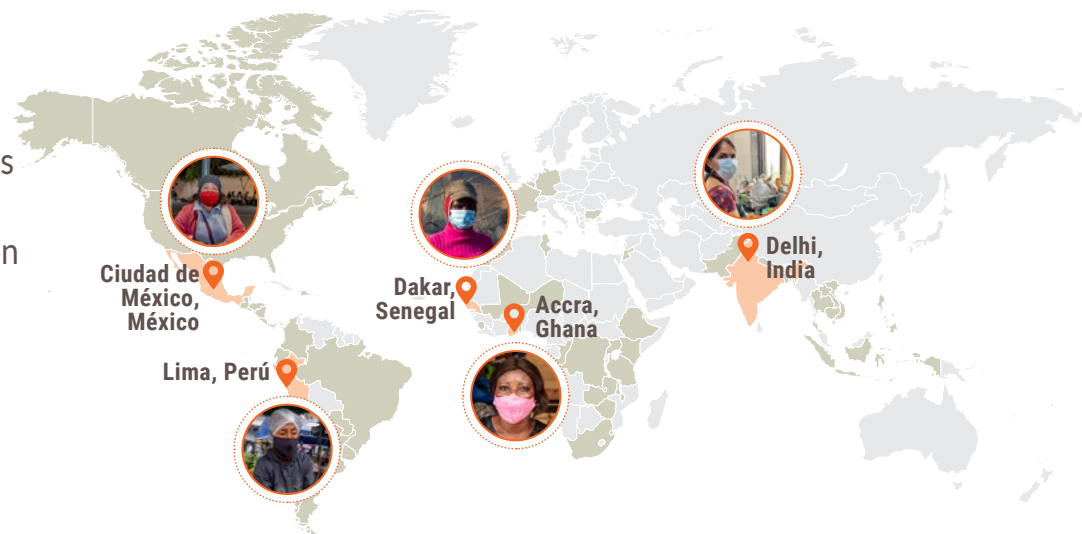 s
n
Ciudad de
México,
México
Lima, Perú
Dakar,
Senegal
Accra,
Ghana
Delhi,
India